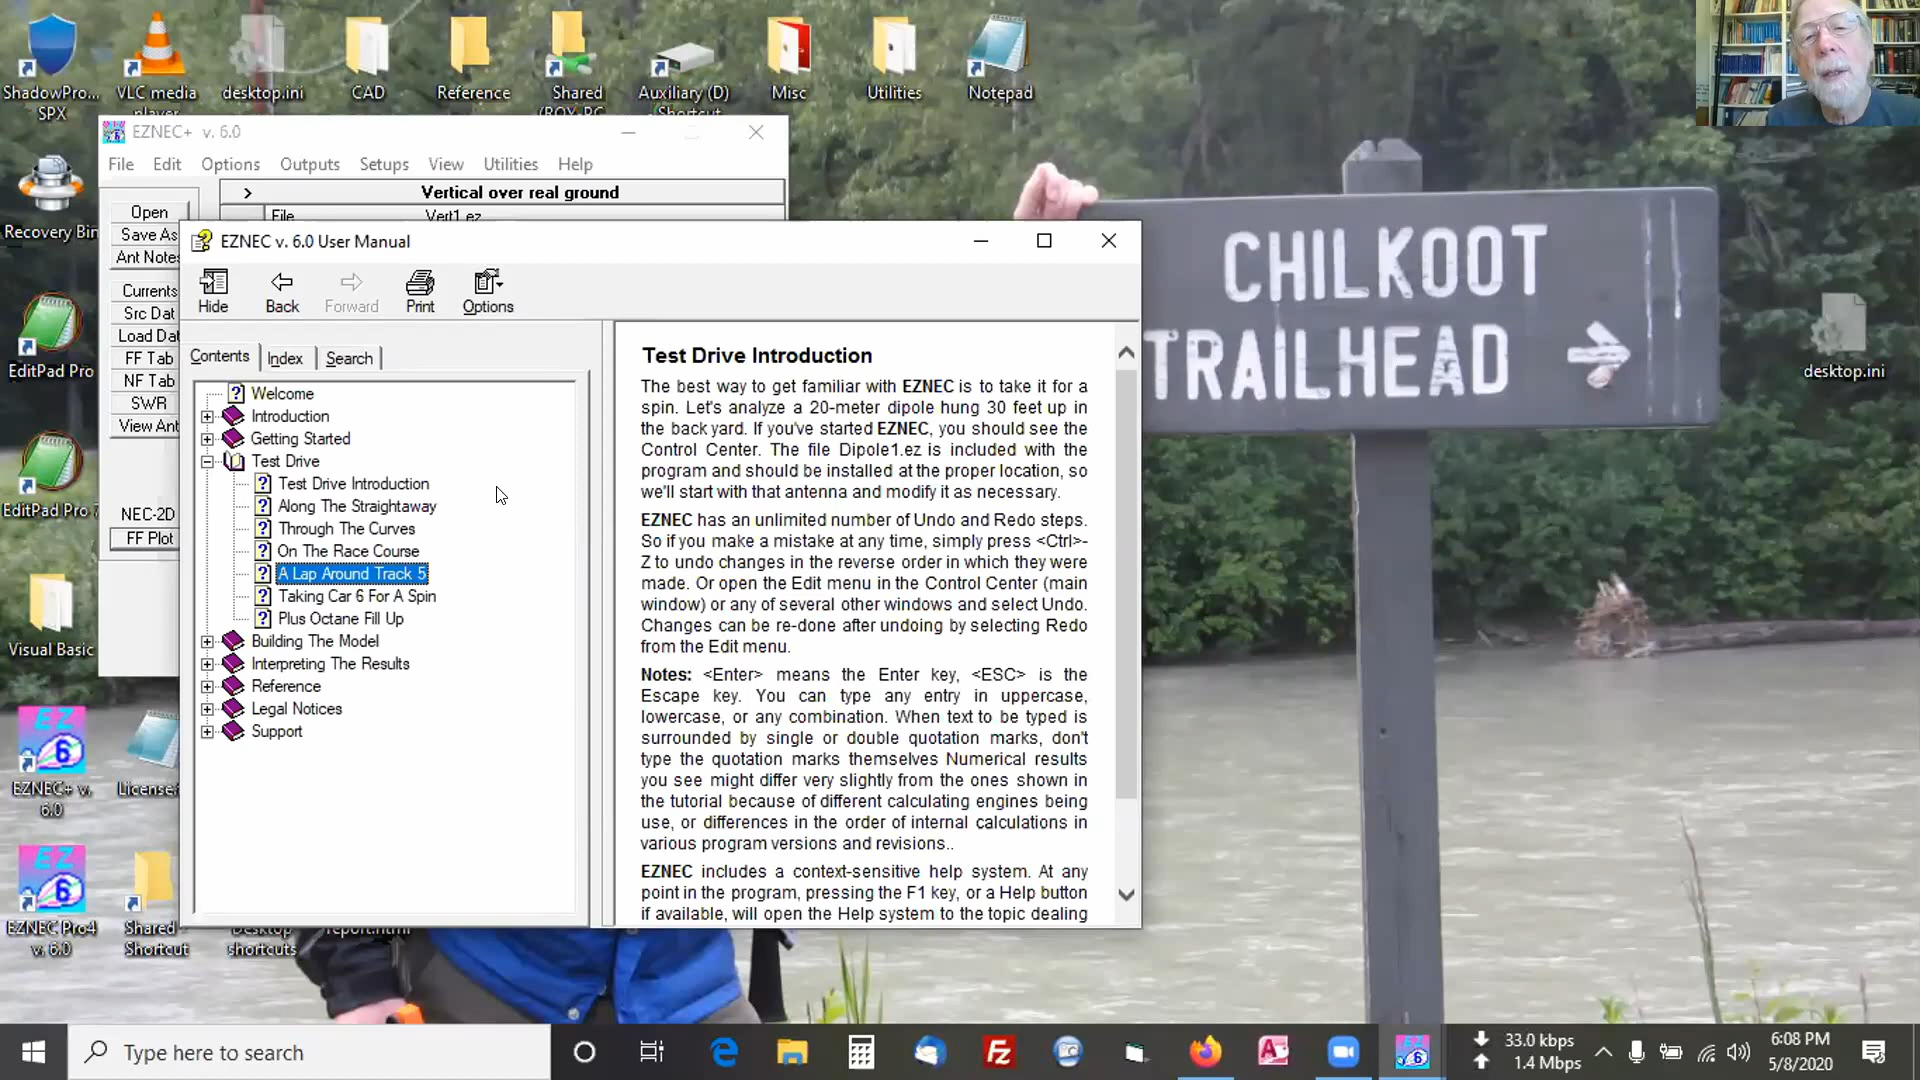 ShadowPro...
SPX
VLC media
player
desktop.ini
CAD
Reference
Shared
(ROX-PC
Auxiliary (D)
Shortcut
Misc
Utilities
Notepad
EZNEC+ v. 6.0
File Edit Options Outputs Setups View Utilities Help
> Vertical over real ground
File Vert1.ez
Open
Save As
Ant Notes
Currents
Src Dat
Load Dat
FF Tab
NF Tab
SWR
View Ant
NEC-2D
FF Plot
Recovery Bin
EditPad Pro
EditPad Pro 7
Visual Basic
EZNEC+ v.
6.0
License
EZNEC Pro4
v. 6.0
Shared -
Shortcut
Desktop
shortcuts
report.html
EZNEC v. 6.0 User Manual
Hide Back Forward Print Options
Contents Index Search
Welcome
Introduction
Getting Started
Test Drive
Test Drive Introduction
Along The Straightaway
Through The Curves
On The Race Course
A Lap Around Track 5
Taking Car 6 For A Spin
Plus Octane Fill Up
Building The Model
Interpreting The Results
Reference
Legal Notices
Support
Test Drive Introduction
The best way to get familiar with EZNEC is to take it for a
spin. Let's analyze a 20-meter dipole hung 30 feet up in
the back yard. If you've started EZNEC, you should see the
Control Center. The file Dipole1.ez is included with the
program and should be installed at the proper location, so
we'll start with that antenna and modify it as necessary.
EZNEC has an unlimited number of Undo and Redo steps.
So if you make a mistake at any time, simply press <Ctrl>-
Z to undo changes in the reverse order in which they were
made. Or open the Edit menu in the Control Center (main
window) or any of several other windows and select Undo.
Changes can be re-done after undoing by selecting Redo
from the Edit menu.
Notes: <Enter> means the Enter key, <ESC> is the
Escape key. You can type any entry in uppercase,
lowercase, or any combination. When text to be typed is
surrounded by single or double quotation marks, don't
type the quotation marks themselves Numerical results
you see might differ very slightly from the ones shown in
the tutorial because of different calculating engines being
use, or differences in the order of internal calculations in
various program versions and revisions..
EZNEC includes a context-sensitive help system. At any
point in the program, pressing the F1 key, or a Help button
if available, will open the Help system to the topic dealing
CHILKOOT
TRAILHEAD
desktop.ini
Type here to search
33.0 kbps
1.4 Mbps
6:08 PM
5/8/2020